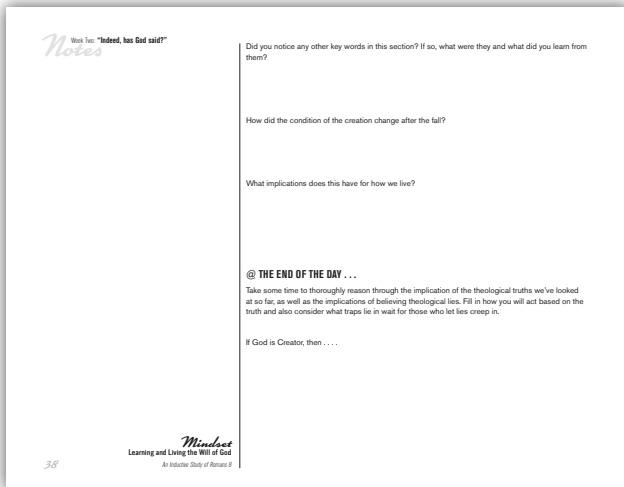 Week Two: "Indeed, has God said?"
Notes
Did you notice any other key words in this section? If so, what were they and what did you learn from
them?
How did the condition of the creation change after the fall?
What implications does this have for how we live?
@ THE END OF THE DAY . . .
Take some time to thoroughly reason through the implication of the theological truths we've looked
at so far, as well as the implications of believing theological lies. Fill in how you will act based on the
truth and also consider what traps lie in wait for those who let lies creep in.
If God is Creator, then . . . .
Mindset
Learning and Living the Will of God
An Inductive Study of Romans 8
38